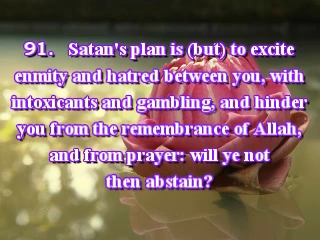 91. Satan's plan is (but) to excite
enmity and hatred between you, with
intoxicants and gambling, and hinder
you from the remembrance of Allah,
and from prayer: will ye not
then abstain?